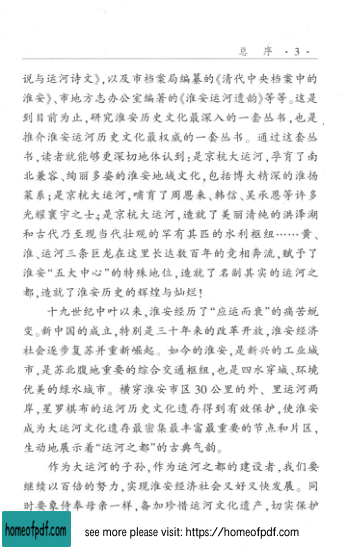 总 序 · 3 ·
说与运河诗文》,以及市档案局编纂的《清代中央档案中的
淮安》、市地方志办公室编著的《淮安运河遗韵》等等。这是
到目前为止,研究淮安历史文化最深入的一套丛书,也是
推介淮安运河历史文化最权威的一套丛书。通过这套丛
书,读者就能够更深切地体认到:是京杭大运河,孕育了南
北兼容、绚丽多姿的淮安地域文化,包括博大精深的淮扬
菜系;是京杭大运河,哺育了周恩来、韩信、吴承恩等许多
光耀寰宇之士;是京杭大运河,造就了美丽清纯的洪泽湖
和古代乃至现当代壮观的罕有其匹的水利枢纽……黄、
淮、运河三条巨龙在这里长达数百年的竞相奔流,赋予了
淮安“五大中心”的特殊地位,造就了名副其实的运河之
都,造就了淮安历史的辉煌与灿烂!
十九世纪中叶以来,淮安经历了“应运而衰”的痛苦蜕
变。新中国的成立,特别是三十年来的改革开放,淮安经济
社会逐步复苏并重新崛起。如今的淮安,是新兴的工业城
市,是苏北腹地重要的综合交通枢纽,也是四水穿城、环境
优美的绿水城市。横穿淮安市区30公里的外、里运河两
岸,星罗棋布的运河历史文化遗存得到有效保护,使淮安
成为大运河文化遗存最密集最丰富最重要的节点和片区,
生动地展示着“运河之都”的古典气韵。
作为大运河的子孙,作为运河之都的建设者,我们要
继续以百倍的努力,实现淮安经济社会又好又快发展。同
时要象侍奉母亲一样,备加珍惜运河文化遗产,切实保护
homeofpdf.com
see more please visit: https://homeofpdf.com